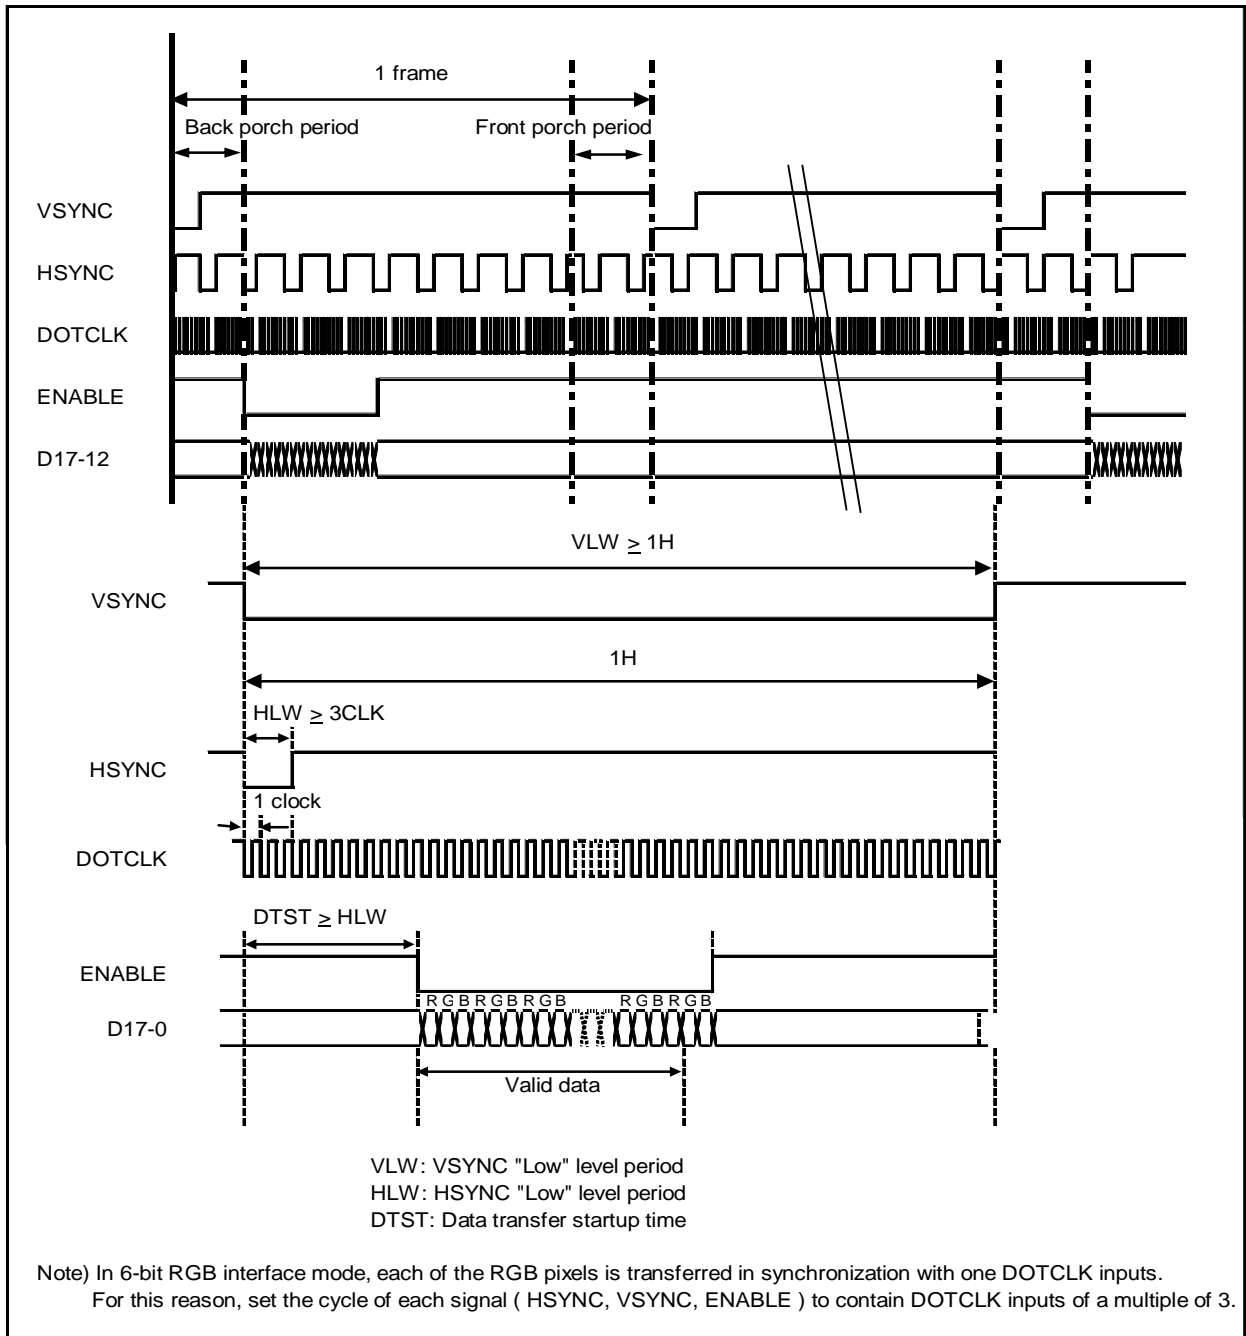 1 frame
Back porch period
Front porch period
VSYNC
HSYNC
DOTCLK
ENABLE
D17-12
VLW ≥ 1H
VSYNC
1H
HLW ≥ 3CLK
HSYNC
1 clock
DOTCLK
DTST ≥ HLW
ENABLE
R G B R G B R G B R G B R G B
D17-0
Valid data
VLW: VSYNC "Low" level period
HLW: HSYNC "Low" level period
DTST: Data transfer startup time
Note) In 6-bit RGB interface mode, each of the RGB pixels is transferred in synchronization with one DOTCLK inputs.
For this reason, set the cycle of each signal ( HSYNC, VSYNC, ENABLE ) to contain DOTCLK inputs of a multiple of 3.